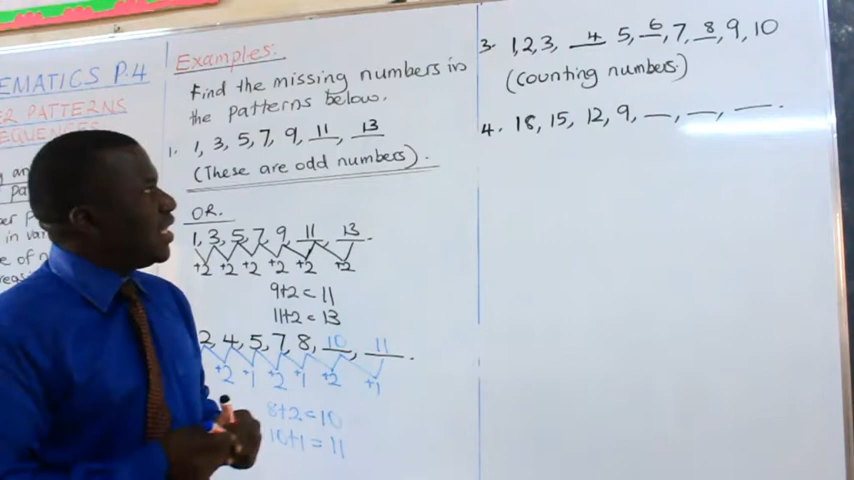 EMATICS P.4
ER PATTERNS
EQUENCES
Examples:
Find the missing numbers in
the patterns below.
1. 1, 3, 5, 7, 9, 11, 13
(These are odd numbers).
OR.
1, 3, 5, 7, 9, 11, 13.
+2 +2 +2 +2 +2 +2
9+2 = 11
11+2 = 13
2, 4, 5, 7, 8, 10, 11.
+2 +1 +2 +1 +2 +1
8+2 = 10
10+1 = 11
3. 1, 2, 3, 4 5, 6, 7, 8, 9, 10
(counting numbers)
4. 18, 15, 12, 9, __, __, __.